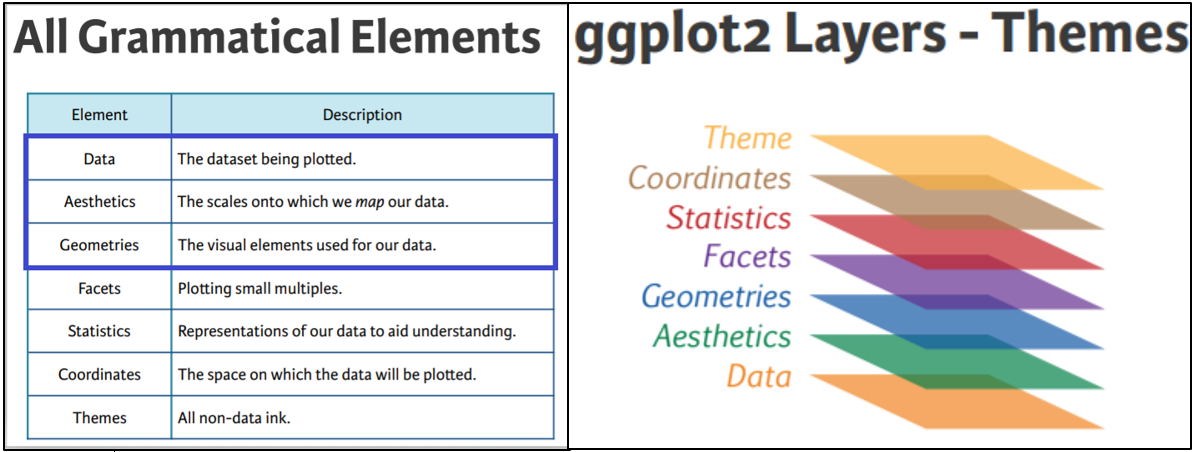 All Grammatical Elements
Element Description
Data The dataset being plotted.
Aesthetics The scales onto which we map our data.
Geometries The visual elements used for our data.
Facets Plotting small multiples.
Statistics Representations of our data to aid understanding.
Coordinates The space on which the data will be plotted.
Themes All non-data ink.
ggplot2 Layers - Themes
Theme
Coordinates
Statistics
Facets
Geometries
Aesthetics
Data